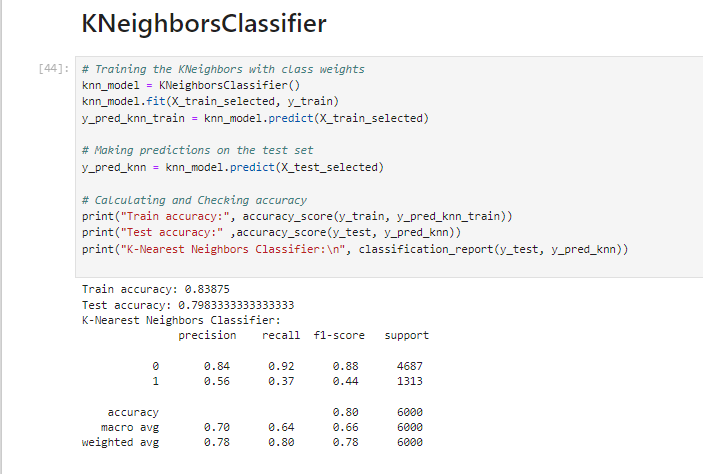 KNeighborsClassifier
[44]: # Training the KNeighbors with class weights
knn_model = KNeighborsClassifier()
knn_model.fit(X_train_selected, y_train)
y_pred_knn_train = knn_model.predict(X_train_selected)
# Making predictions on the test set
y_pred_knn = knn_model.predict(X_test_selected)
# Calculating and Checking accuracy
print("Train accuracy:", accuracy_score(y_train, y_pred_knn_train))
print("Test accuracy:" ,accuracy_score(y_test, y_pred_knn))
print("K-Nearest Neighbors Classifier:\n", classification_report(y_test, y_pred_knn))
Train accuracy: 0.83875
Test accuracy: 0.7983333333333333
K-Nearest Neighbors Classifier:
precision recall f1-score support
0 0.84 0.92 0.88 4687
1 0.56 0.37 0.44 1313
accuracy 0.80 6000
macro avg 0.70 0.64 0.66 6000
weighted avg 0.78 0.80 0.78 6000